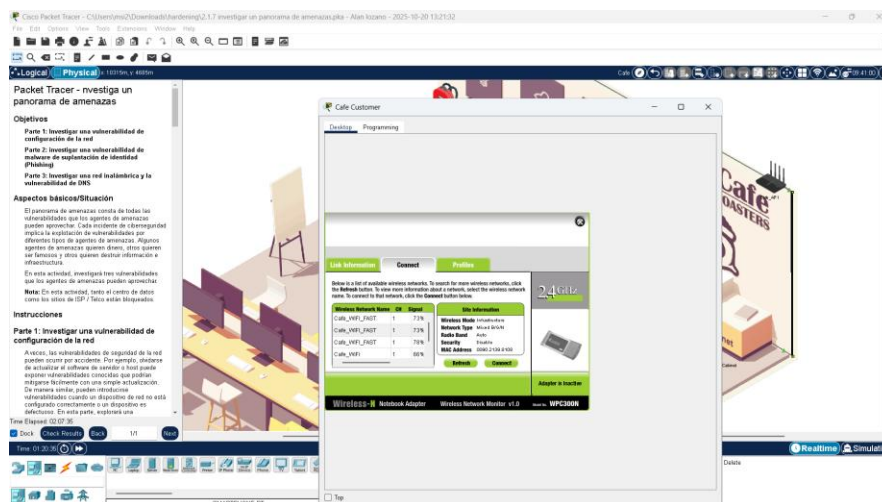 Cisco Packet Tracer - C:\Users\msi2\Downloads\hardening\2.1.7 investigar un panorama de amenazas.pka - Alan lozano - 2025-10-20 13:21:32
File Edit Options View Tools Extensions Window Help
Logical Physical
Cafe
09:41:00
Packet Tracer - nvestiga un
panorama de amenazas
Objetivos
Parte 1: Investigar una vulnerabilidad de
configuración de la red
Parte 2: Investigar una vulnerabilidad de
malware de suplantación de identidad
(Phishing)
Parte 3: Investigar una red inalámbrica y la
vulnerabilidad de DNS
Aspectos básicos/Situación
El panorama de amenazas consta de todas las
vulnerabilidades que los agentes de amenazas
pueden aprovechar. Cada incidente de ciberseguridad
implica la explotación de vulnerabilidades por
diferentes tipos de agentes de amenazas. Algunos
agentes de amenazas quieren dinero, otros quieren
ser famosos y otros quieren destruir información e
infraestructura.
En esta actividad, investigará tres vulnerabilidades
que los agentes de amenazas pueden aprovechar.
Nota: En esta actividad, tanto el centro de datos
como los sitios de ISP / Telco están bloqueados.
Instrucciones
Parte 1: Investigar una vulnerabilidad de
configuración de la red
A veces, las vulnerabilidades de seguridad de la red
pueden ocurrir por accidente. Por ejemplo, olvidarse
de actualizar el software de servidor o host puede
exponer vulnerabilidades conocidas que podrían
mitigarse fácilmente con una simple actualización.
De manera similar, pueden introducirse
vulnerabilidades cuando un dispositivo de red no está
configurado correctamente o un dispositivo es
defectuoso. En esta parte, explorará una
Time Elapsed: 02:07:35
Dock Check Results Back 1/1 Next
Time: 01:20:35
Realtime Simulati
Delete
Cafe Customer
Desktop Programming
Link Information Connect Profiles
Below is a list of available wireless networks. To search for more wireless networks, click
the Refresh button. To view more information about a network, select the wireless network
name. To connect to that network, click the Connect button below.
2.4GHz
Wireless Network Name CH Signal
Cafe_WIFI_FAST 1 73%
Cafe_WIFI_FAST 1 73%
Cafe_WIFI_FAST 1 70%
Cafe_WIFI 1 66%
Site Information
Wireless Mode Infrastructure
Network Type Mixed B/G/N
Radio Band Auto
Security Disable
MAC Address
Refresh Connect
Adapter is Inactive
Wireless-N Notebook Adapter Wireless Network Monitor v1.0 Model No. WPC300N
Top
Cafe
OASTERS